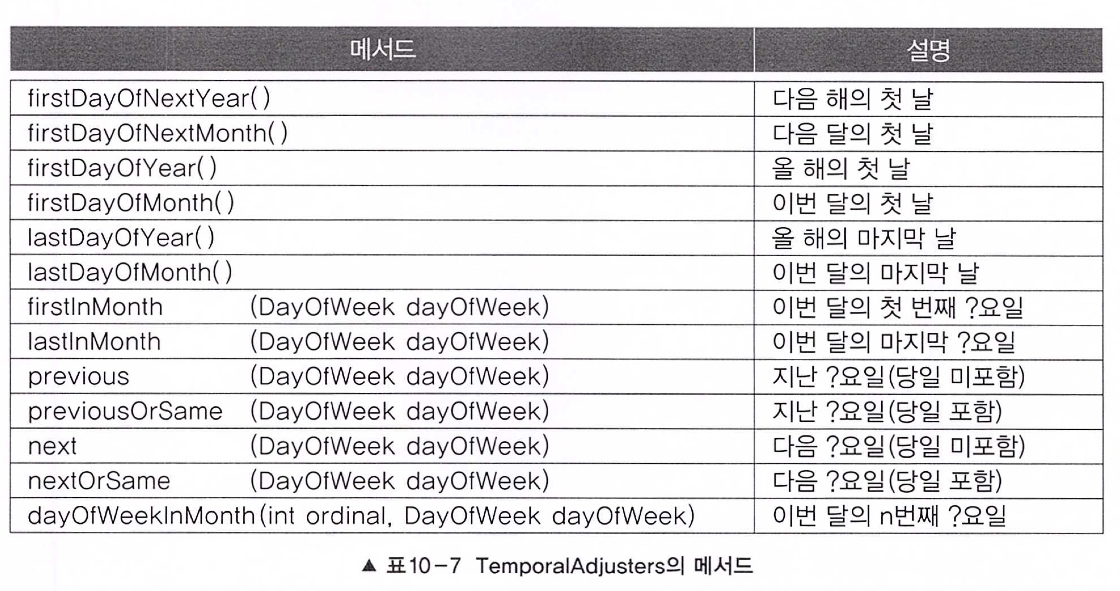 메서드 설명
firstDayOfNextYear() 다음 해의 첫 날
firstDayOfNextMonth() 다음 달의 첫 날
firstDayOfYear() 올 해의 첫 날
firstDayOfMonth() 이번 달의 첫 날
lastDayOfYear() 올 해의 마지막 날
lastDayOfMonth() 이번 달의 마지막 날
firstInMonth (DayOfWeek dayOfWeek) 이번 달의 첫 번째 ?요일
lastInMonth (DayOfWeek dayOfWeek) 이번 달의 마지막 ?요일
previous (DayOfWeek dayOfWeek) 지난 ?요일(당일 미포함)
previousOrSame (DayOfWeek dayOfWeek) 지난 ?요일(당일 포함)
next (DayOfWeek dayOfWeek) 다음 ?요일(당일 미포함)
nextOrSame (DayOfWeek dayOfWeek) 다음 ?요일(당일 포함)
dayOfWeekInMonth(int ordinal, DayOfWeek dayOfWeek) 이번 달의 n번째 ?요일
▲ 표10-7 TemporalAdjusters의 메서드